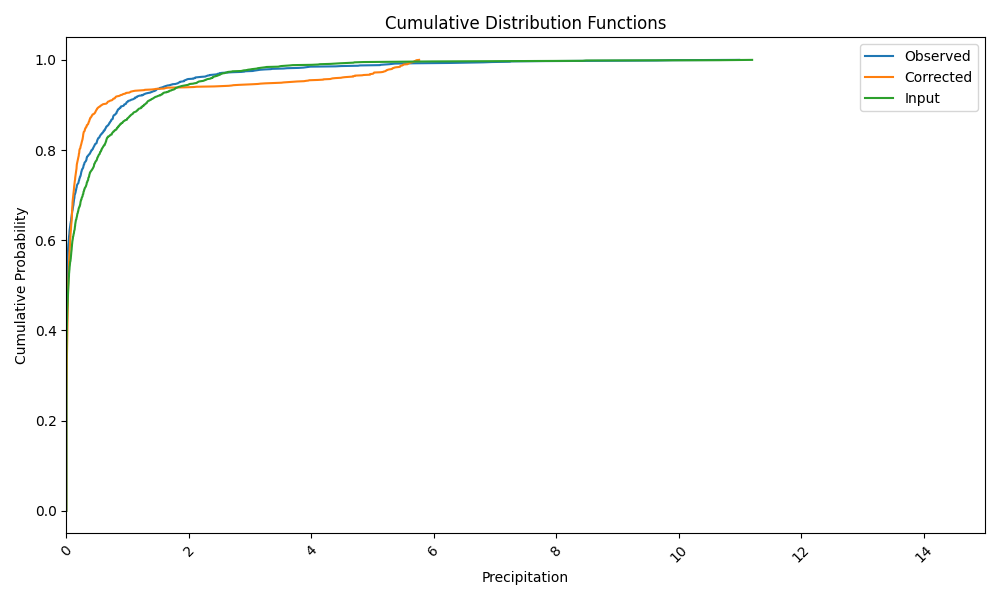 Cumulative Distribution Functions
Observed
Corrected
Input
Cumulative Probability
1.0
0.8
0.6
0.4
0.2
0.0
0 2 4 6 8 10 12 14
Precipitation